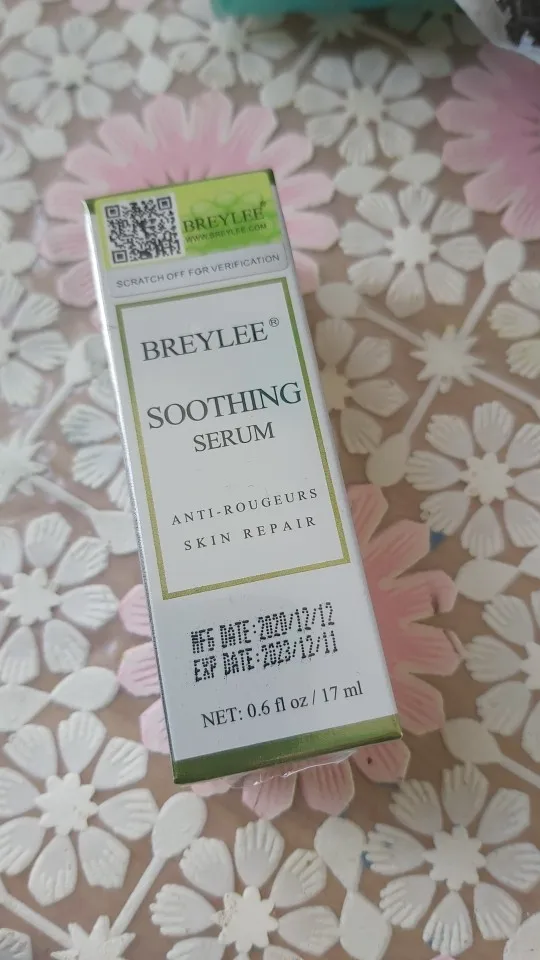 BREYLEE®
WWW.BREYLEE.COM
SCRATCH OFF FOR VERIFICATION
BREYLEE®
SOOTHING
SERUM
ANTI-ROUGEURS
SKIN REPAIR
MFG DATE:2020/12/12
EXP DATE:2023/12/11
NET: 0.6 fl oz / 17 ml